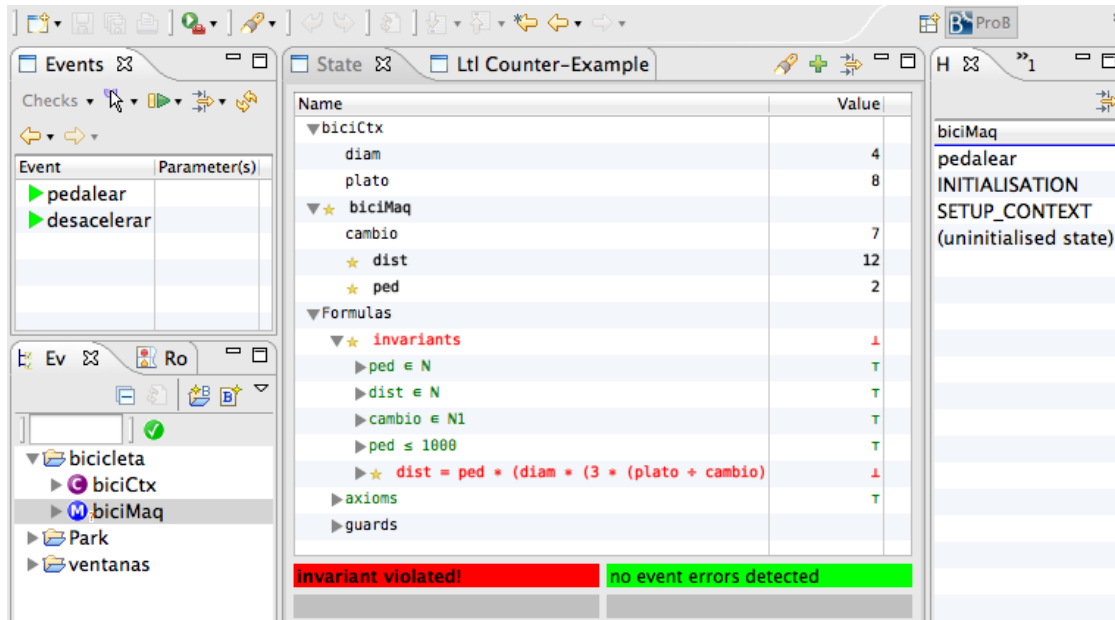 ProB
Events
State
Ltl Counter-Example
H
»1
Checks
Name Value
biciCtx
diam 4
plato 8
biciMaq
cambio 7
dist 12
ped 2
Formulas
invariants ⊥
ped ∈ N ⊤
dist ∈ N ⊤
cambio ∈ N1 ⊤
ped ≤ 1000 ⊤
dist = ped * (diam * (3 * (plato ÷ cambio) ⊥
axioms ⊤
guards
invariant violated!
no event errors detected
Event Parameter(s)
pedalear
desacelerar
Ev
Ro
bicicleta
C biciCtx
M biciMaq
Park
ventanas
biciMaq
pedalear
INITIALISATION
SETUP_CONTEXT
(uninitialised state)